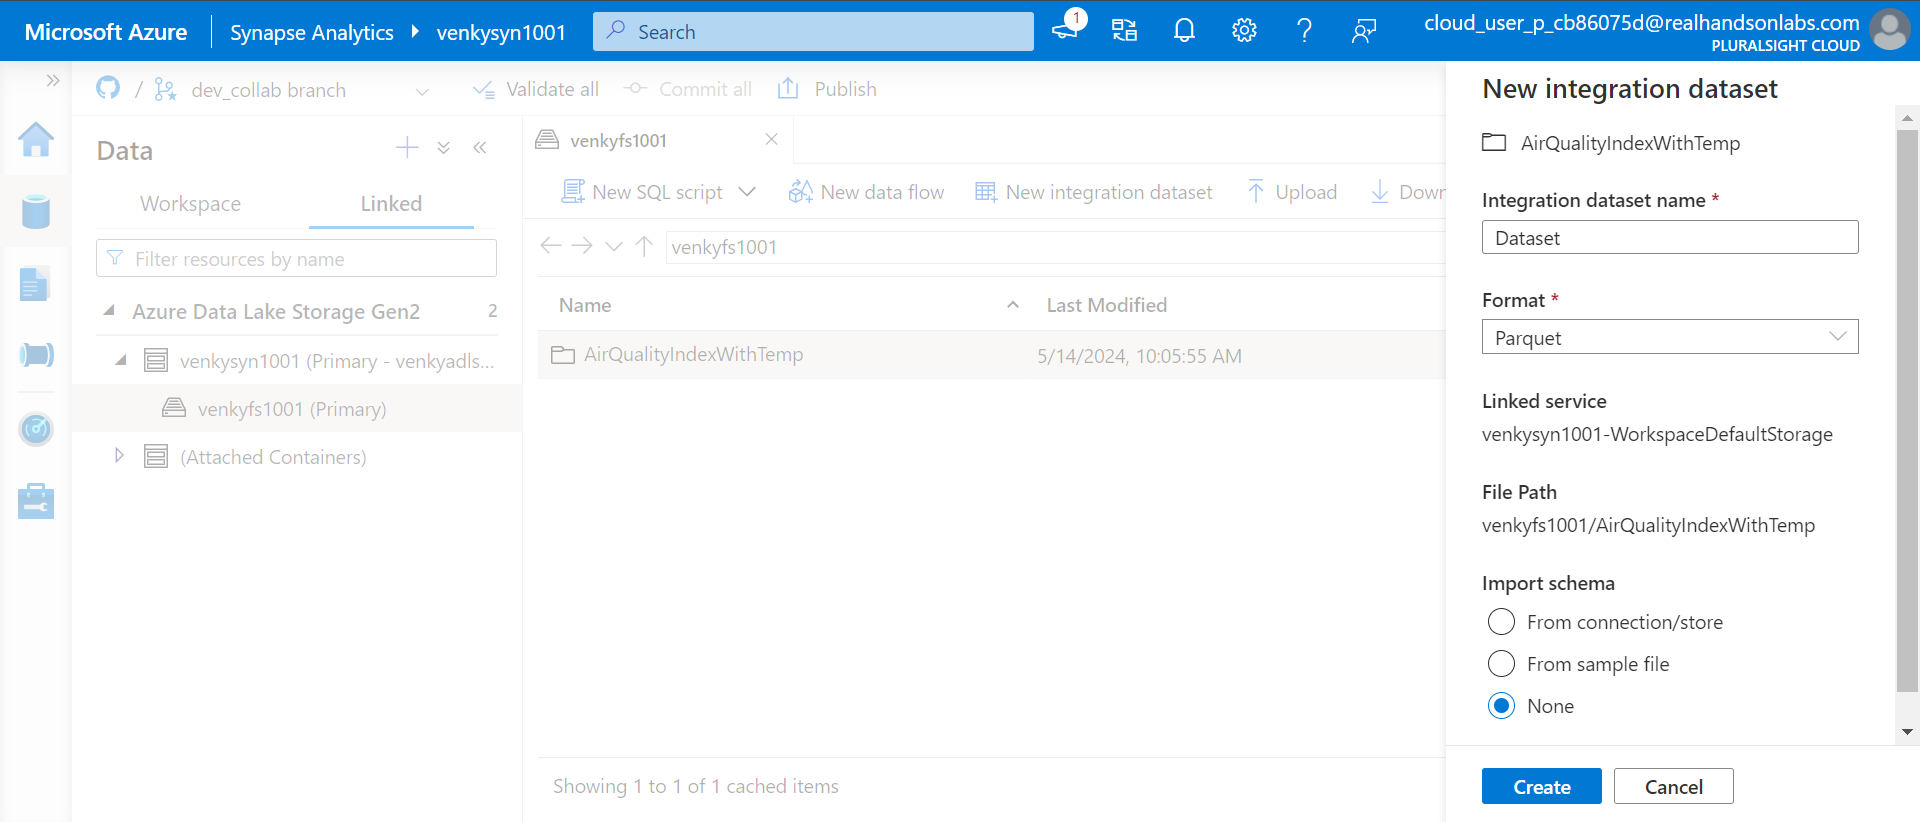 Microsoft Azure
Synapse Analytics
venkysyn1001
Search
1
cloud_user_p_cb86075d@realhandsonlabs.com
PLURALSIGHT CLOUD
/
dev_collab branch
Validate all
Commit all
Publish
Data
Workspace
Linked
Filter resources by name
Azure Data Lake Storage Gen2
2
venkysyn1001 (Primary - venkyadls...
venkyfs1001 (Primary)
(Attached Containers)
venkyfs1001
New SQL script
New data flow
New integration dataset
Upload
Down
venkyfs1001
Name
Last Modified
AirQualityIndexWithTemp
5/14/2024, 10:05:55 AM
Showing 1 to 1 of 1 cached items
New integration dataset
AirQualityIndexWithTemp
Integration dataset name *
Dataset
Format *
Parquet
Linked service
venkysyn1001-WorkspaceDefaultStorage
File Path
venkyfs1001/AirQualityIndexWithTemp
Import schema
From connection/store
From sample file
None
Create
Cancel